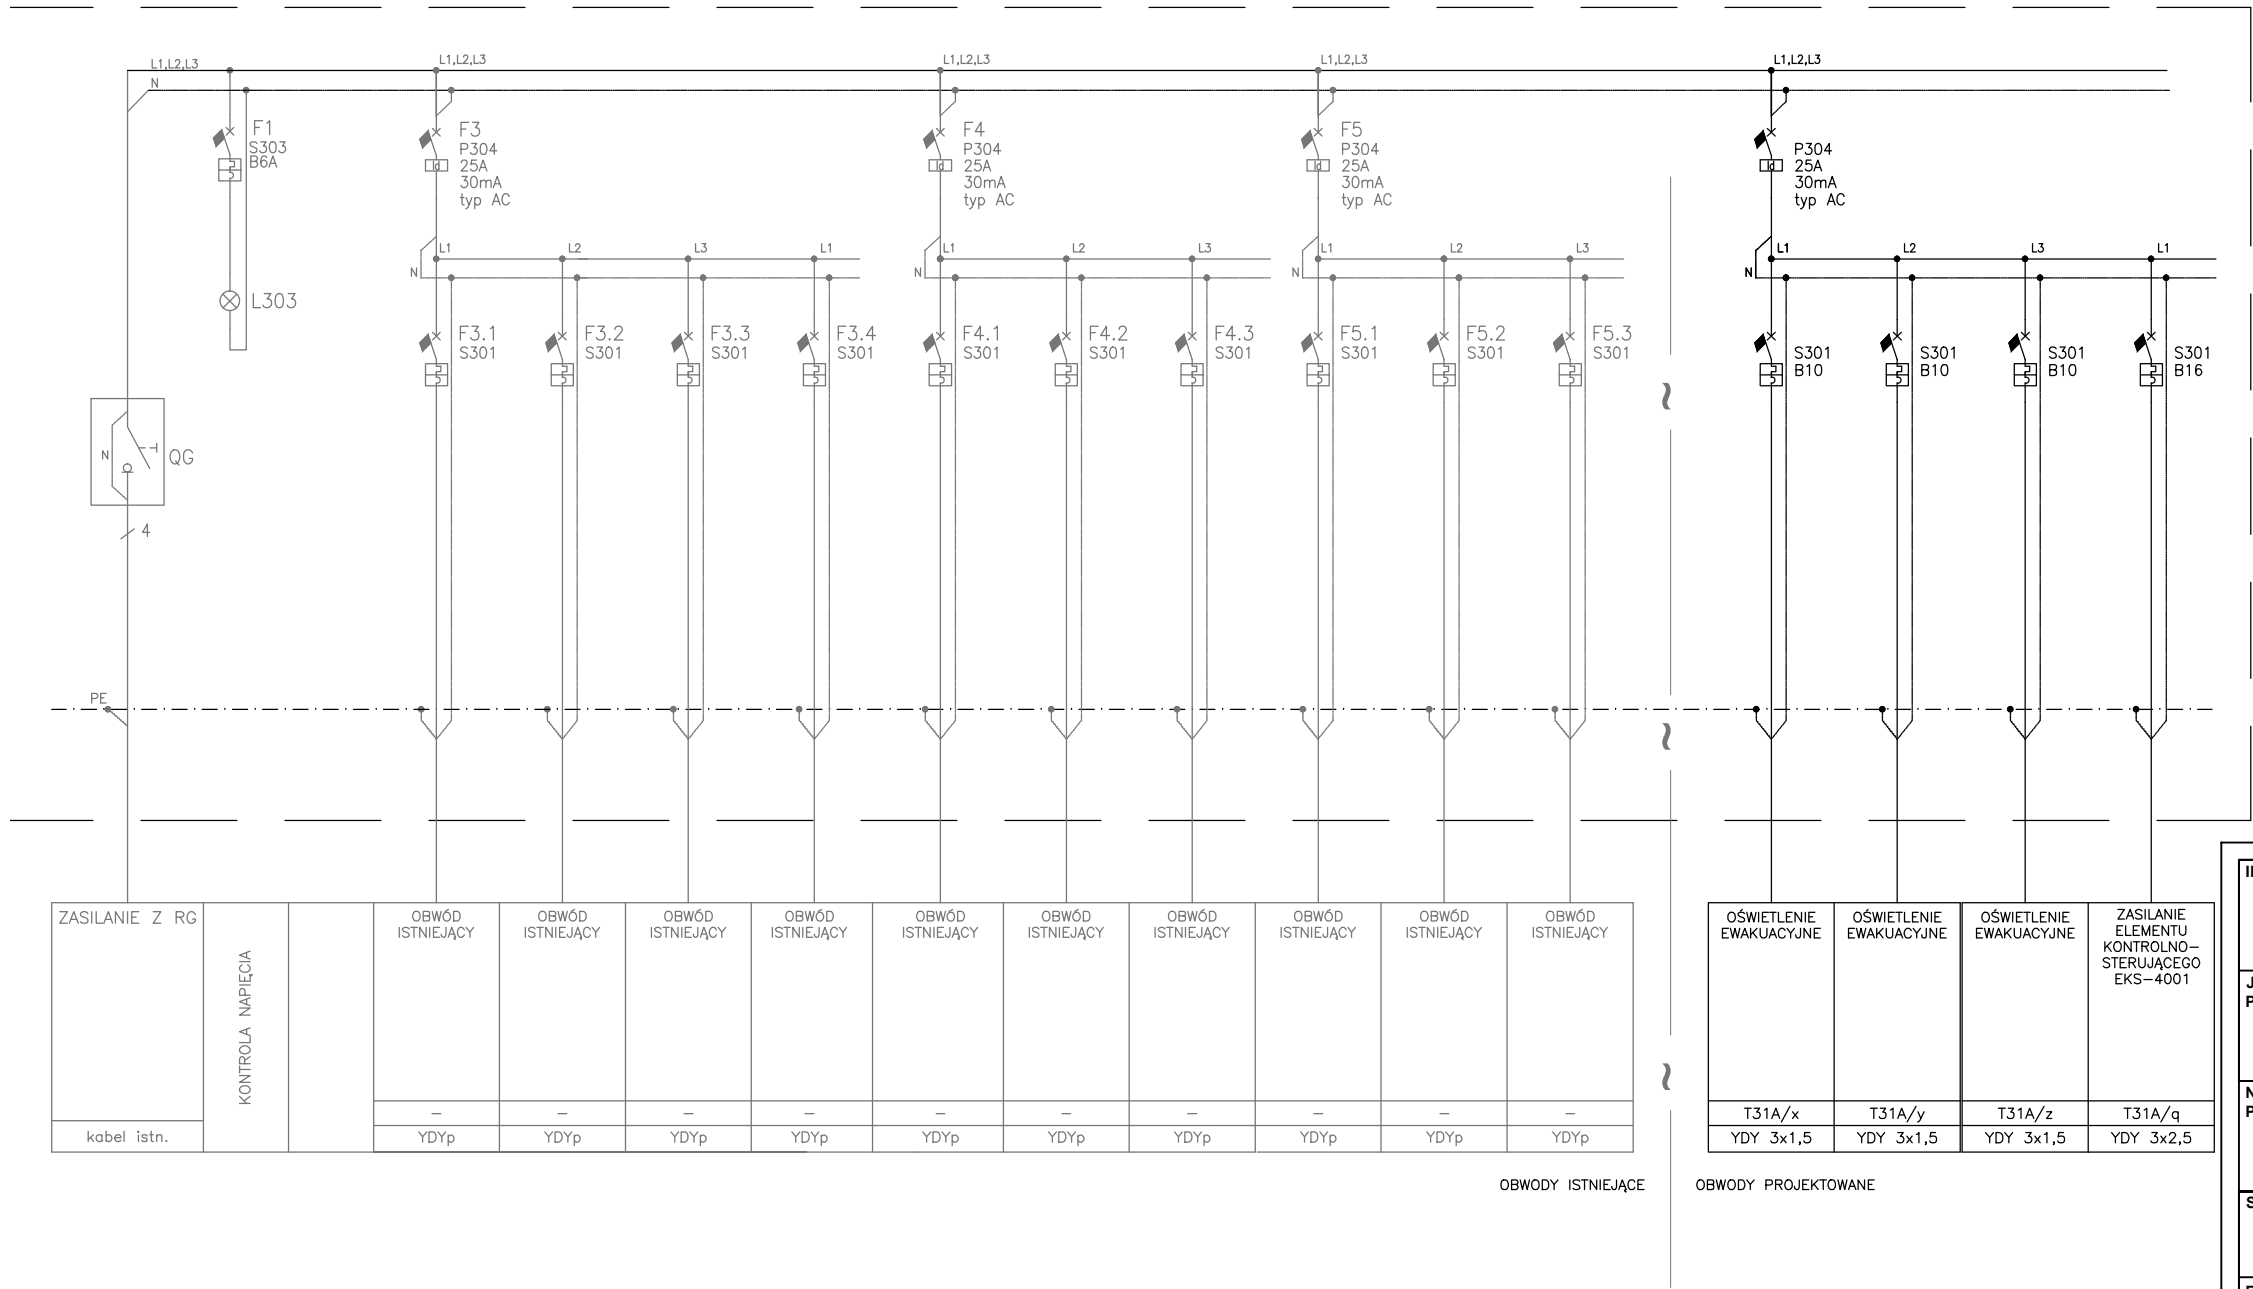 L1,L2,L3
N
L1,L2,L3
L1,L2,L3
L1,L2,L3
L1,L2,L3
F1
S303
B6A
L303
F3
P304
25A
30mA
typ AC
F4
P304
25A
30mA
typ AC
F5
P304
25A
30mA
typ AC
P304
25A
30mA
typ AC
N
L1
L2
L3
L1
N
L1
L2
L3
N
L1
L2
L3
N
L1
L2
L3
L1
F3.1
S301
F3.2
S301
F3.3
S301
F3.4
S301
F4.1
S301
F4.2
S301
F4.3
S301
F5.1
S301
F5.2
S301
F5.3
S301
S301
B10
S301
B10
S301
B10
S301
B16
N
QG
4
PE
ZASILANIE Z RG
kabel istn.
KONTROLA NAPIĘCIA
OBWÓD
ISTNIEJĄCY
–
YDYp
OBWÓD
ISTNIEJĄCY
–
YDYp
OBWÓD
ISTNIEJĄCY
–
YDYp
OBWÓD
ISTNIEJĄCY
–
YDYp
OBWÓD
ISTNIEJĄCY
–
YDYp
OBWÓD
ISTNIEJĄCY
–
YDYp
OBWÓD
ISTNIEJĄCY
–
YDYp
OBWÓD
ISTNIEJĄCY
–
YDYp
OBWÓD
ISTNIEJĄCY
–
YDYp
OBWÓD
ISTNIEJĄCY
–
YDYp
OŚWIETLENIE
EWAKUACYJNE
T31A/x
YDY 3x1,5
OŚWIETLENIE
EWAKUACYJNE
T31A/y
YDY 3x1,5
OŚWIETLENIE
EWAKUACYJNE
T31A/z
YDY 3x1,5
ZASILANIE
ELEMENTU
KONTROLNO–
STERUJĄCEGO
EKS–4001
T31A/q
YDY 3x2,5
OBWODY ISTNIEJĄCE
OBWODY PROJEKTOWANE